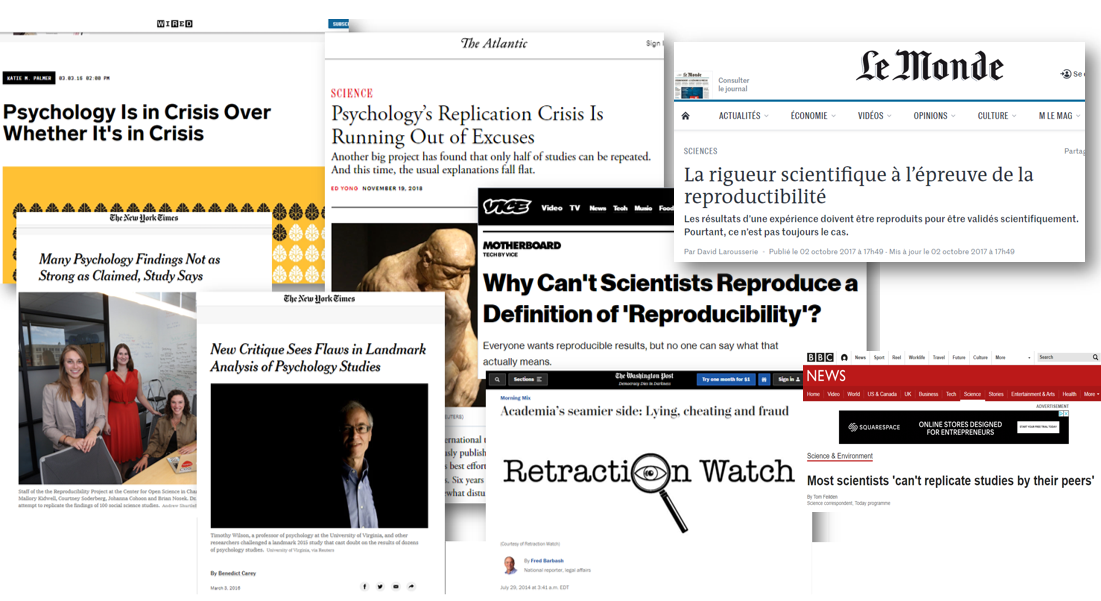 WIRED
KATIE M. PALMER 03.03.16 02:00 PM
Psychology Is in Crisis Over
Whether It's in Crisis
The New York Times
Many Psychology Findings Not as
Strong as Claimed, Study Says
Staff of the the Reproducibility Project at the Center for Open Science in Cha
Mallory Kidwell, Courtney Soderberg, Johanna Cohoon and Brian Nosek. Dr.
attempt to replicate the findings of 100 social science studies.
The New York Times
New Critique Sees Flaws in Landmark
Analysis of Psychology Studies
Timothy Wilson, a professor of psychology at the University of Virginia, and other
researchers challenged a landmark 2015 study that cast doubt on the results of dozens
of psychology studies. University of Virginia, via Reuters
By Benedict Carey
March 3, 2016
The Atlantic
Sign I
SCIENCE
Psychology's Replication Crisis Is
Running Out of Excuses
Another big project has found that only half of studies can be repeated.
And this time, the usual explanations fall flat.
ED YONG NOVEMBER 19, 2018
VICE Video TV News Tech Music Food
MOTHERBOARD
TECH BY VICE
Why Can't Scientists Reproduce a
Definition of 'Reproducibility'?
Everyone wants reproducible results, but no one can say what that
actually means.
Le Monde
Consulter
le journal
Se
ACTUALITÉS ÉCONOMIE VIDÉOS OPINIONS CULTURE M LE MAG
SCIENCES
Partag
La rigueur scientifique à l'épreuve de la
reproductibilité
Les résultats d'une expérience doivent être reproduits pour être validés scientifiquement.
Pourtant, ce n'est pas toujours le cas.
Par David Larousserie - Publié le 02 octobre 2017 à 17h49 - Mis à jour le 02 octobre 2017 à 17h49
Sections
The Washington Post
Democracy Dies in Darkness
Try one month for $1
Sign in
Morning Mix
Academia's seamier side: Lying, cheating and fraud
Retraction Watch
(Courtesy of Retraction Watch)
By Fred Barbash
National reporter, legal affairs
July 29, 2014 at 3:41 a.m. EDT
ernational t
sly publish
best effort
Six years
what distu
BBC News Sport Reel Worklife Travel Future Culture More Search
NEWS
Home Video World US & Canada UK Business Tech Science Stories Entertainment & Arts Health More
ADVERTISEMENT
SQUARESPACE
ONLINE STORES DESIGNED
FOR ENTREPRENEURS
Science & Environment
Most scientists 'can't replicate studies by their peers'
By Tom Feilden
Science correspondent, Today programme